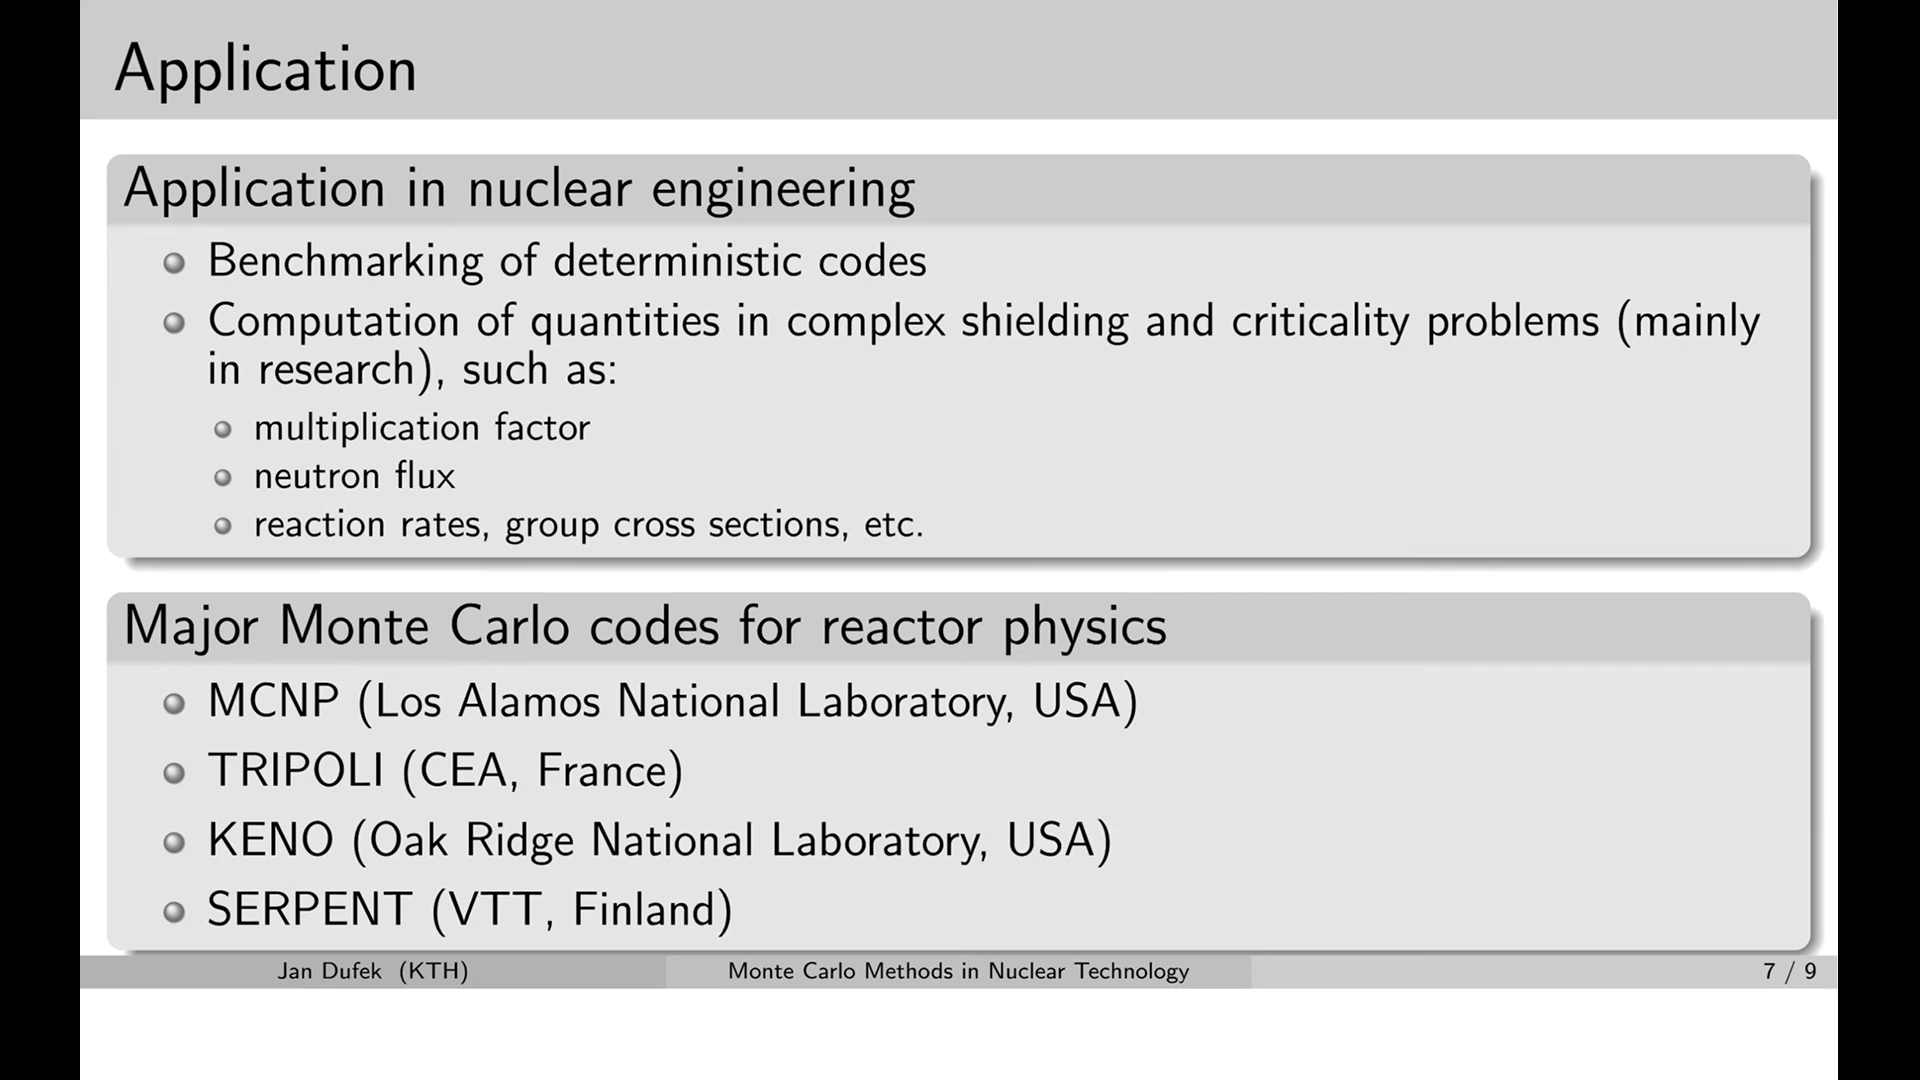 Application
Application in nuclear engineering
Benchmarking of deterministic codes
Computation of quantities in complex shielding and criticality problems (mainly
in research), such as:
multiplication factor
neutron flux
reaction rates, group cross sections, etc.
Major Monte Carlo codes for reactor physics
MCNP (Los Alamos National Laboratory, USA)
TRIPOLI (CEA, France)
KENO (Oak Ridge National Laboratory, USA)
SERPENT (VTT, Finland)
Jan Dufek (KTH) Monte Carlo Methods in Nuclear Technology 7 / 9